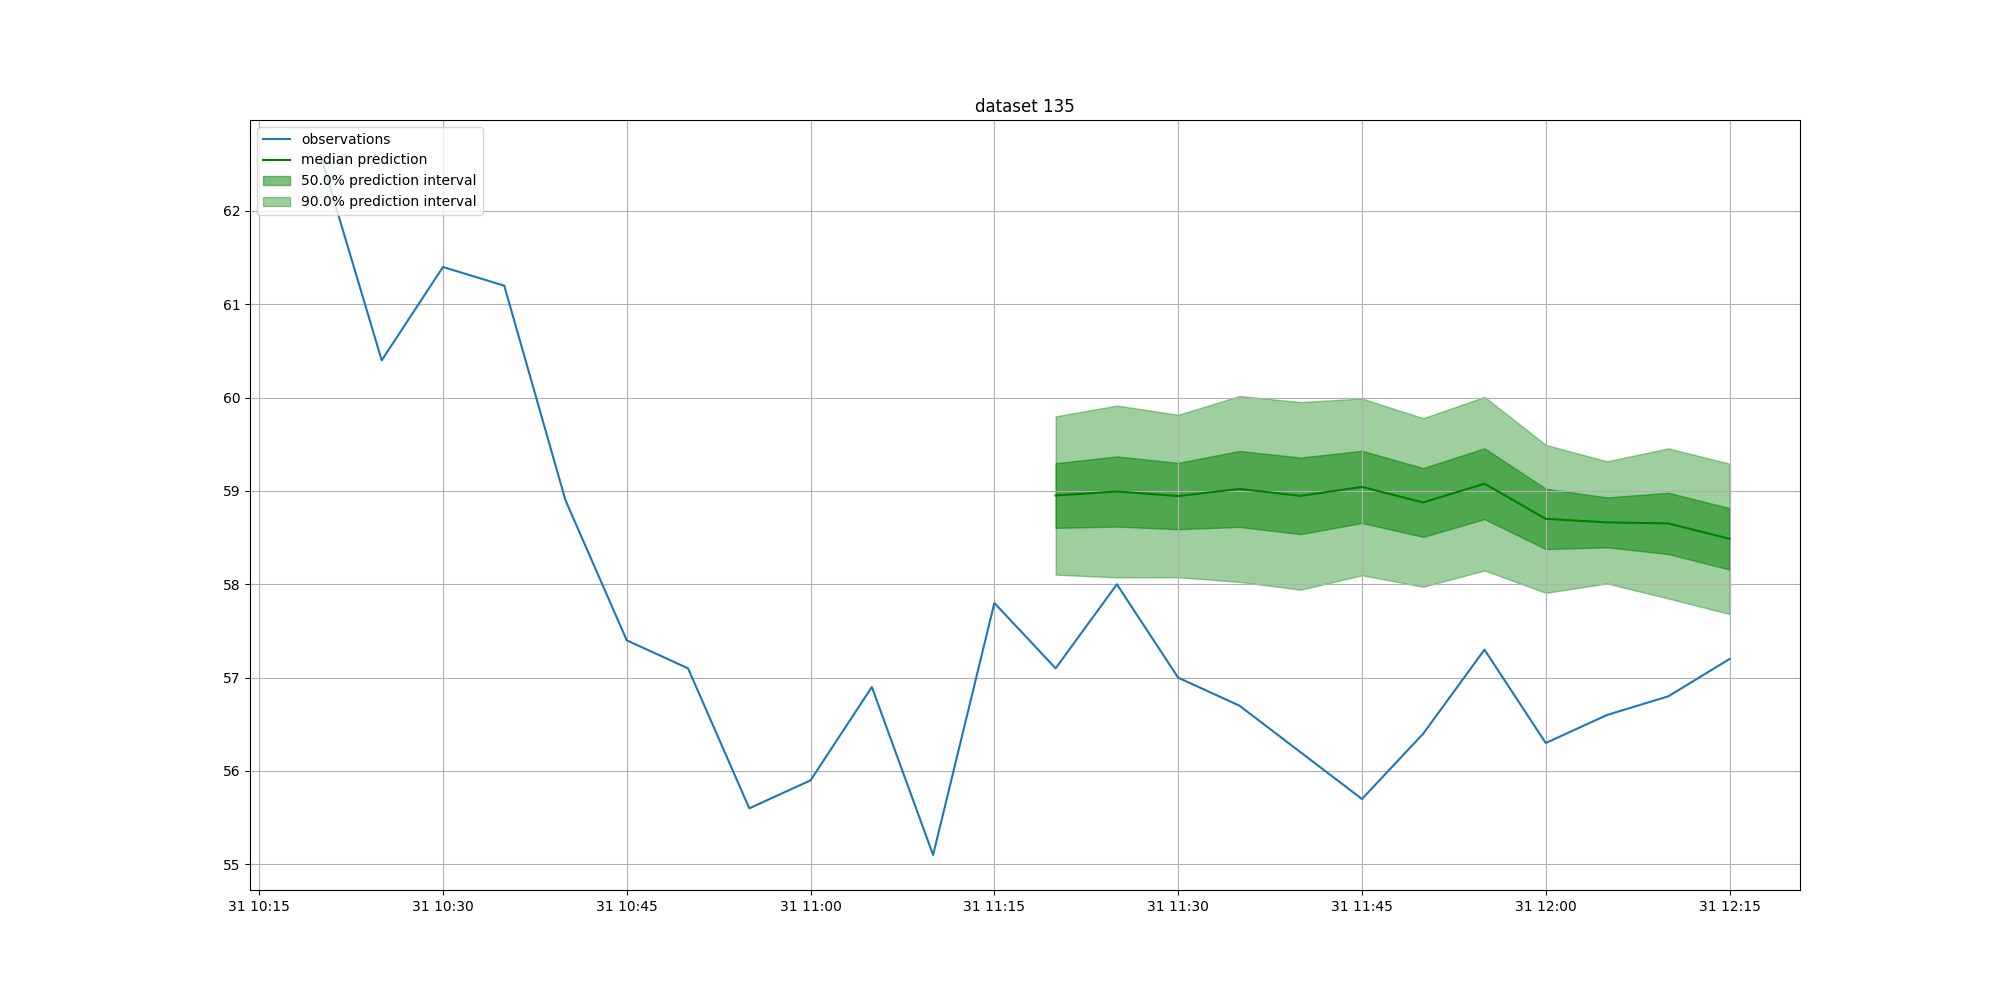 dataset 135
observations
median prediction
50.0% prediction interval
90.0% prediction interval
62
61
60
59
58
57
56
55
31 10:15 31 10:30 31 10:45 31 11:00 31 11:15 31 11:30 31 11:45 31 12:00 31 12:15